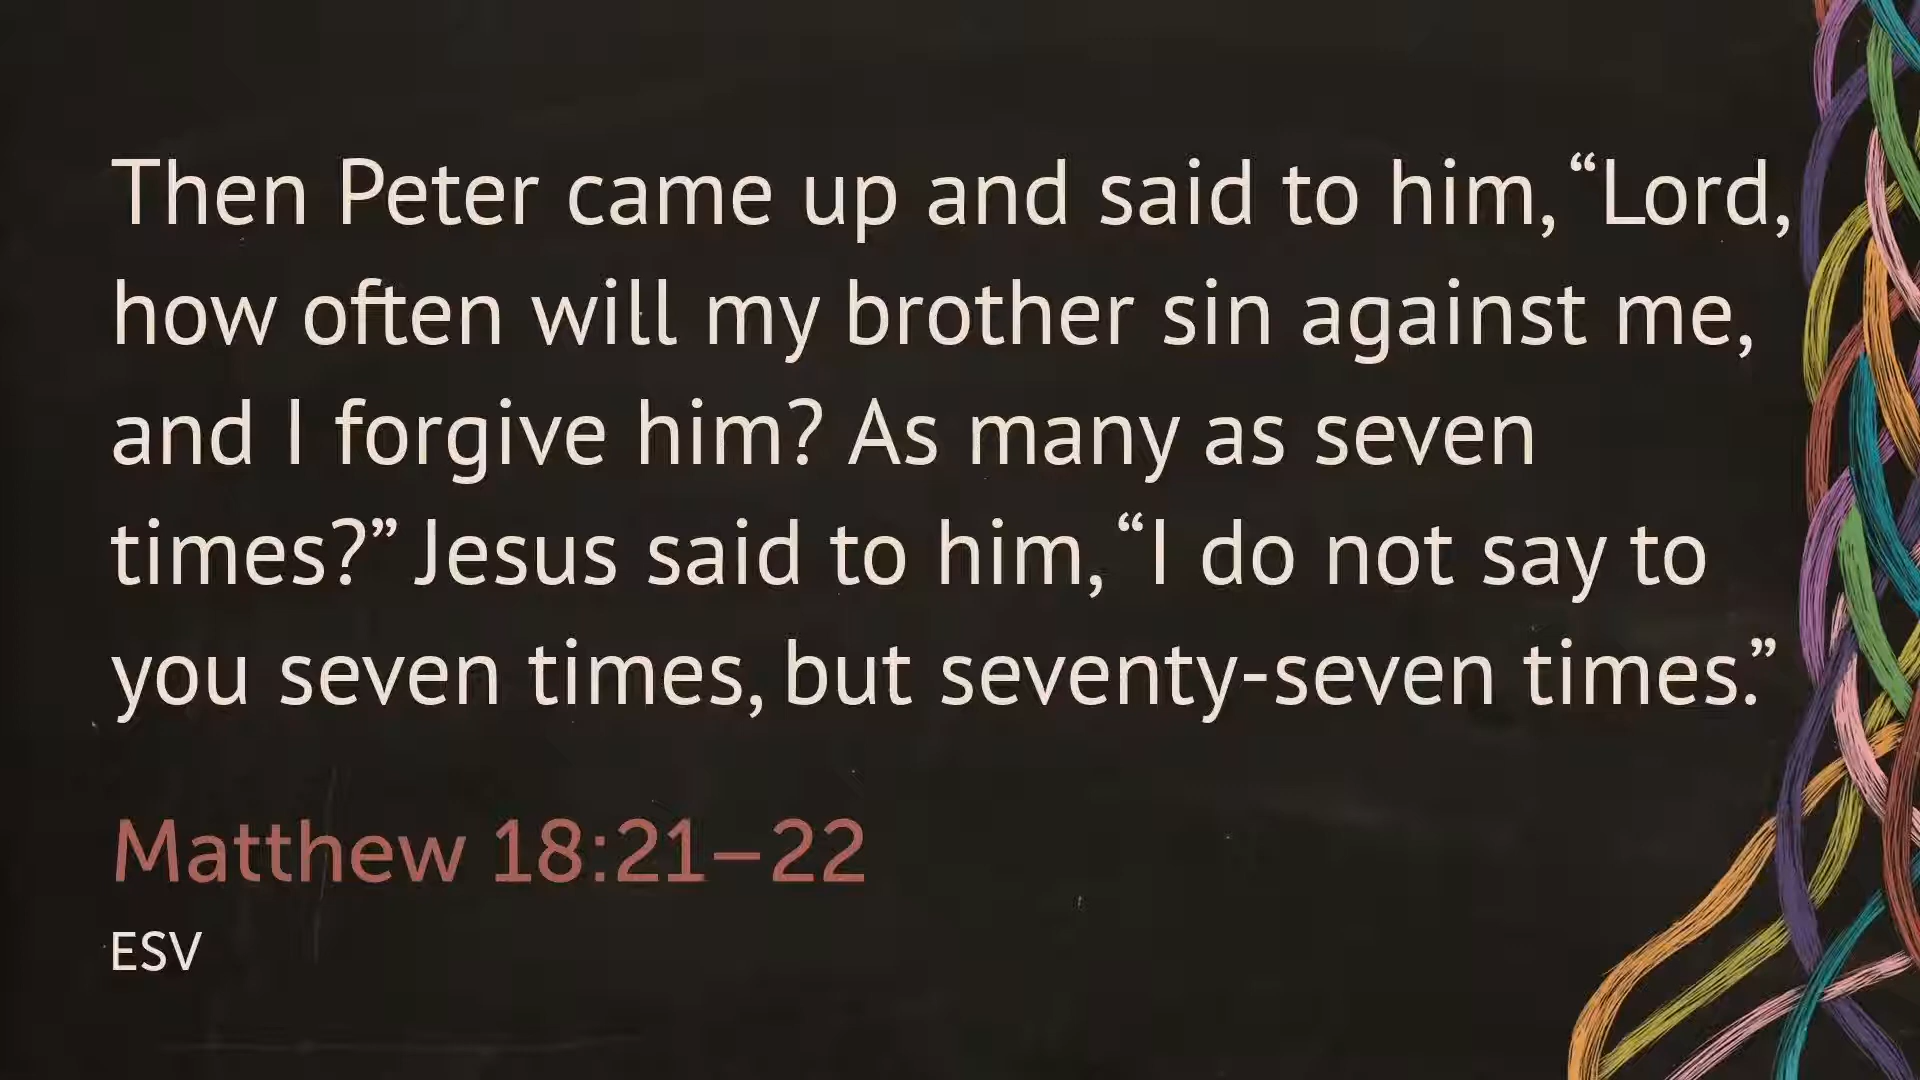 Then Peter came up and said to him, “Lord,
how often will my brother sin against me,
and I forgive him? As many as seven
times?” Jesus said to him, “I do not say to
you seven times, but seventy-seven times.”
Matthew 18:21–22
ESV